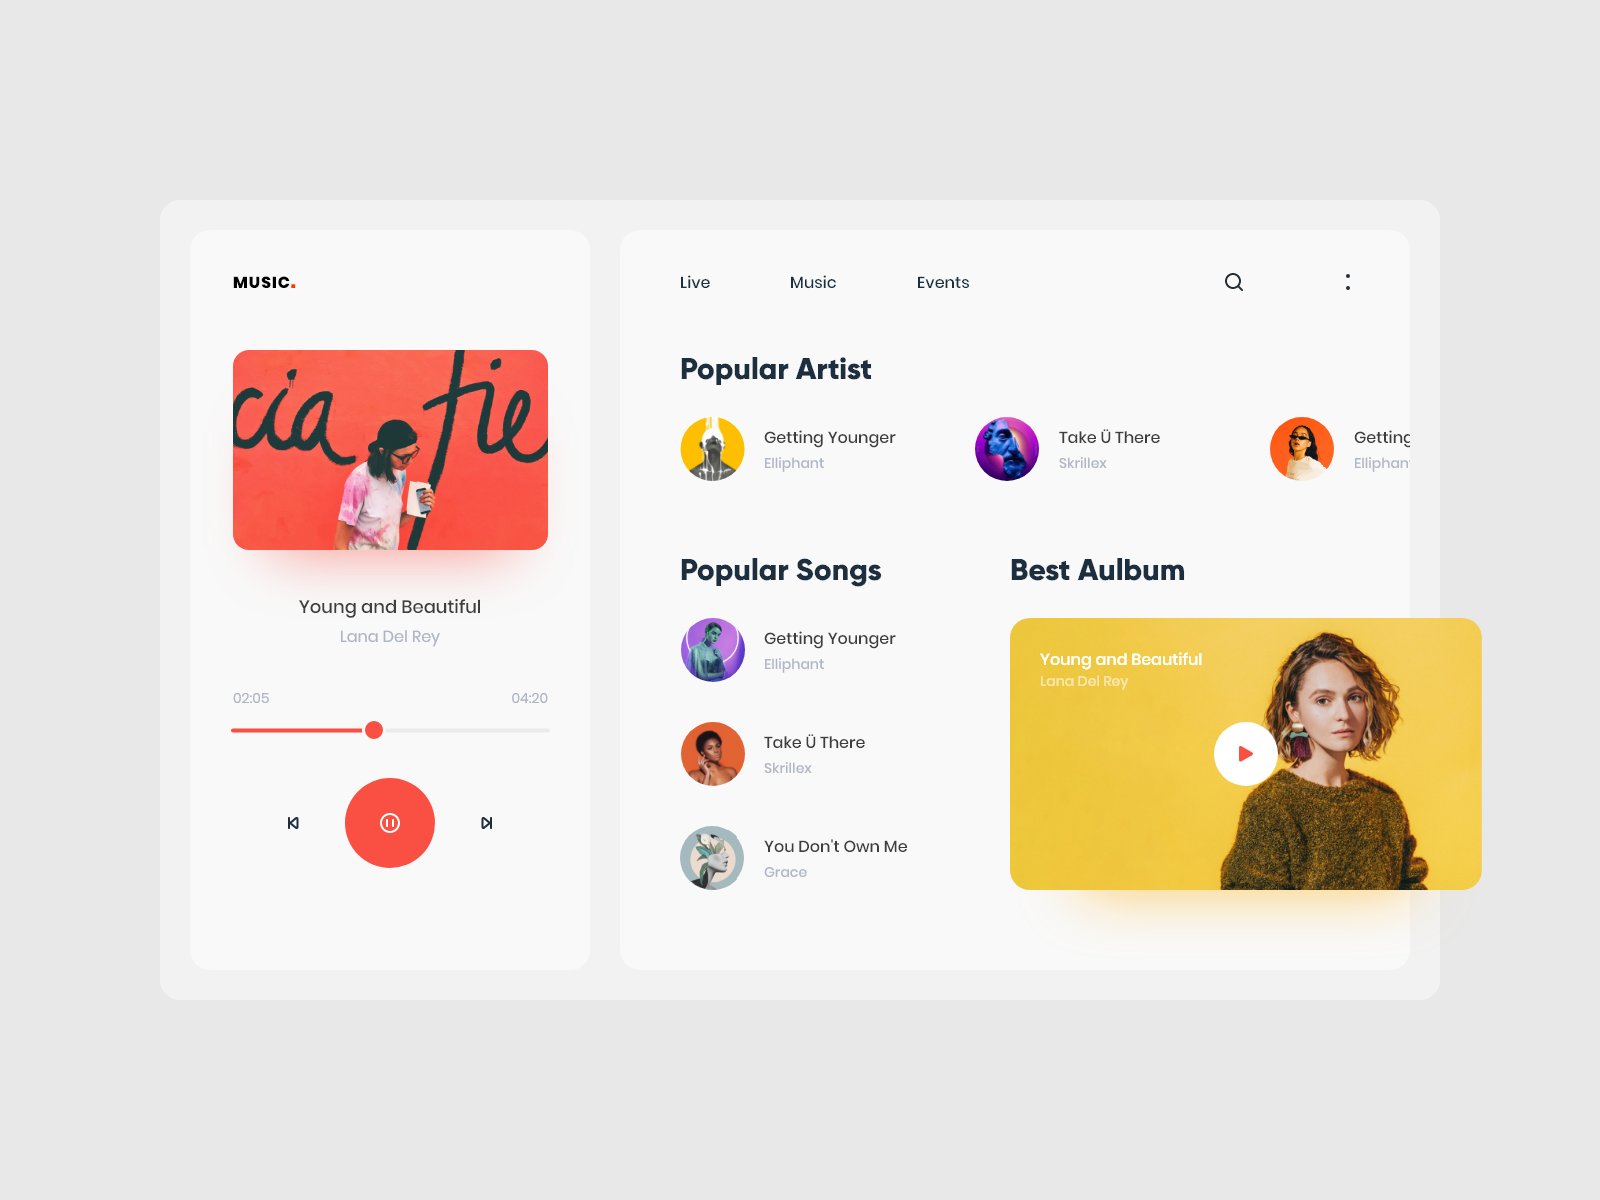 MUSIC.
cia tie
Young and Beautiful
Lana Del Rey
02:05 04:20
Live Music Events
Popular Artist
Getting Younger
Elliphant
Take Ü There
Skrillex
Getting
Elliphan
Popular Songs
Getting Younger
Elliphant
Take Ü There
Skrillex
You Don't Own Me
Grace
Best Aulbum
Young and Beautiful
Lana Del Rey